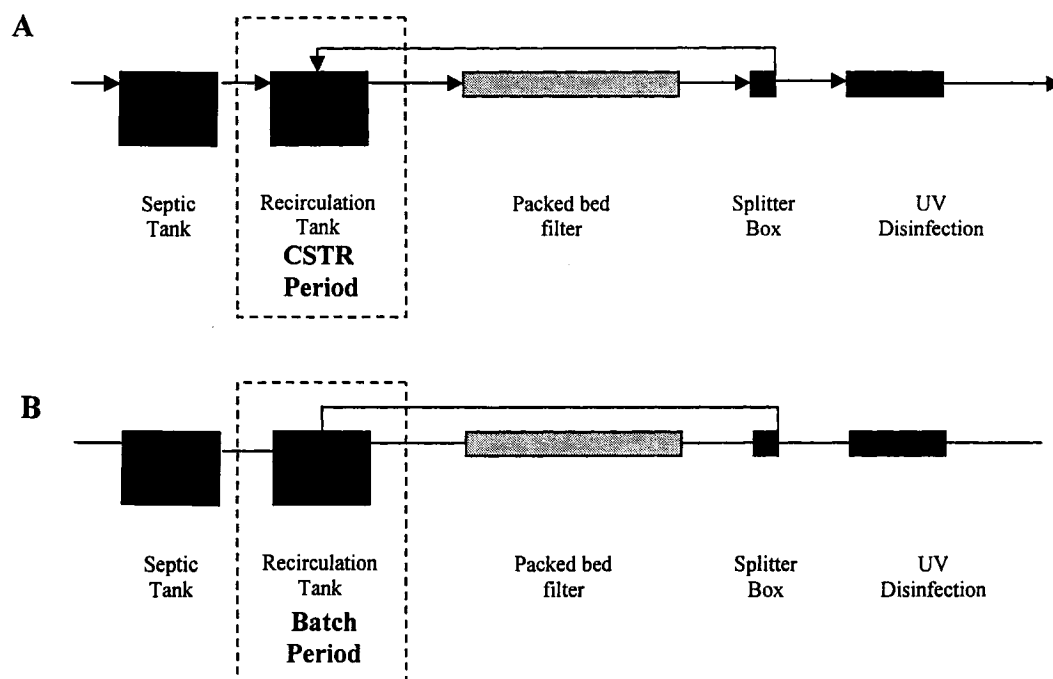 A
Septic
Tank
Recirculation
Tank
CSTR
Period
Packed bed
filter
Splitter
Box
UV
Disinfection
B
Septic
Tank
Recirculation
Tank
Batch
Period
Packed bed
filter
Splitter
Box
UV
Disinfection